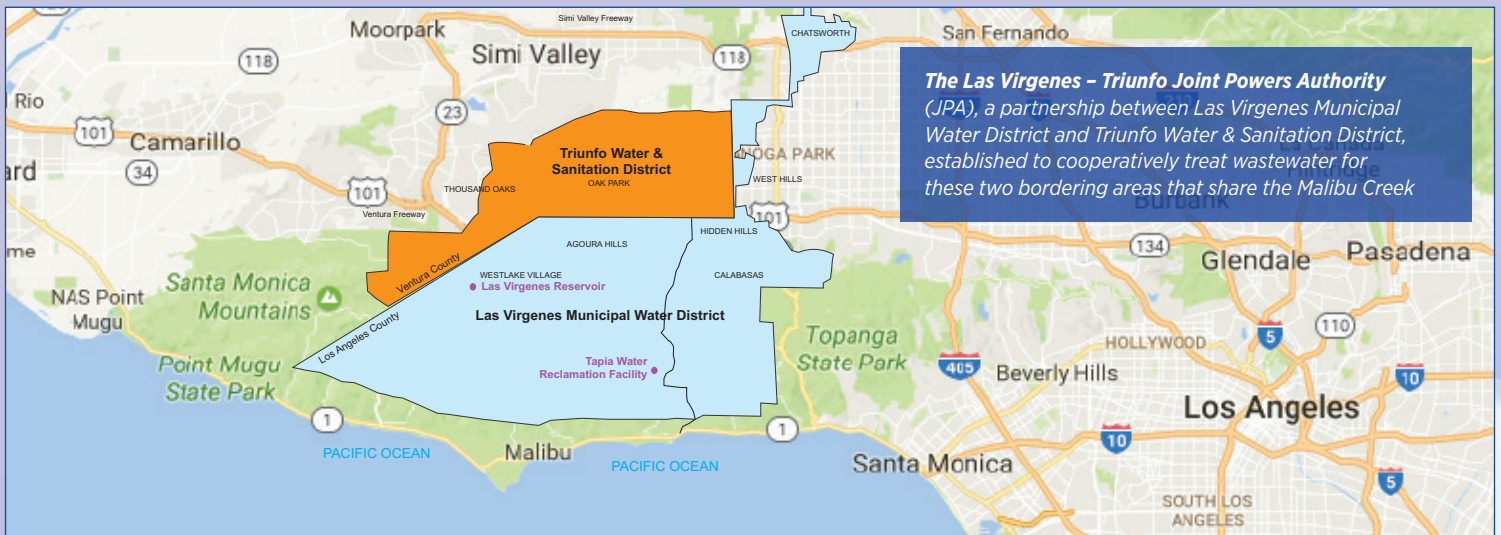 Simi Valley Freeway
CHATSWORTH
Moorpark
San Fernando
Simi Valley
118
118
The Las Virgenes – Triunfo Joint Powers Authority
(JPA), a partnership between Las Virgenes Municipal
Water District and Triunfo Water & Sanitation District,
established to cooperatively treat wastewater for
these two bordering areas that share the Malibu Creek
La Canada
Flintridge
Burbank
Rio
23
101
Camarillo
34
ard
101
Ventura Freeway
THOUSAND OAKS
Triunfo Water &
Sanitation District
OAK PARK
NOGA PARK
WEST HILLS
101
HIDDEN HILLS
AGOURA HILLS
CALABASAS
134
Glendale
Pasadena
me
Ventura County
Los Angeles County
WESTLAKE VILLAGE
Las Virgenes Reservoir
Las Virgenes Municipal Water District
Santa Monica
Mountains
NAS Point
Mugu
Point Mugu
State Park
Tapia Water
Reclamation Facility
Topanga
State Park
HOLLYWOOD
5
110
405
Beverly Hills
10
Los Angeles
1
PACIFIC OCEAN
Malibu
PACIFIC OCEAN
1
Santa Monica
10
5
SOUTH LOS
ANGELES